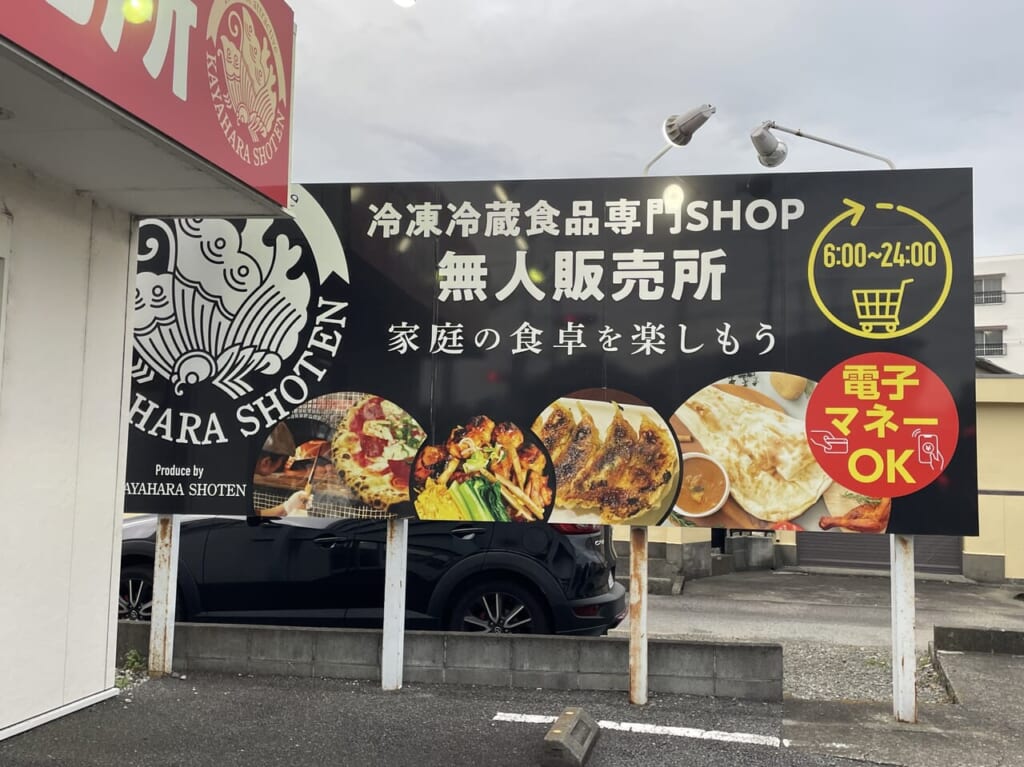 所
KAYAHARA SHOTEN
冷凍冷蔵食品専門SHOP
無人販売所
家庭の食卓を楽しもう
6:00~24:00
電子
マネー
OK
HARA SHOTEN
Produce by
AYAHARA SHOTEN